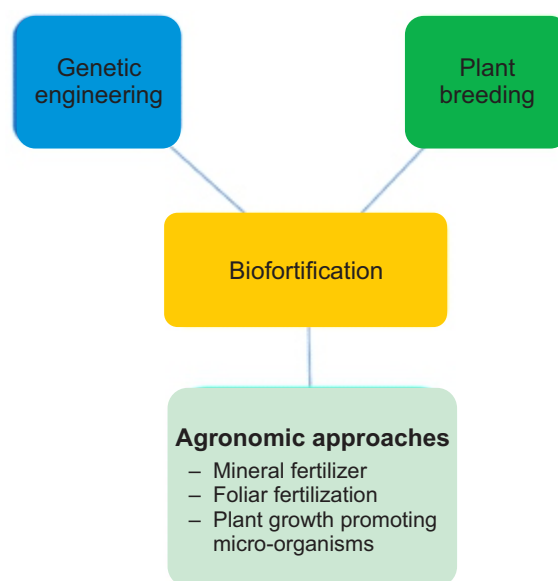 Genetic
engineering
Plant
breeding
Biofortification
Agronomic approaches
– Mineral fertilizer
– Foliar fertilization
– Plant growth promoting
micro-organisms